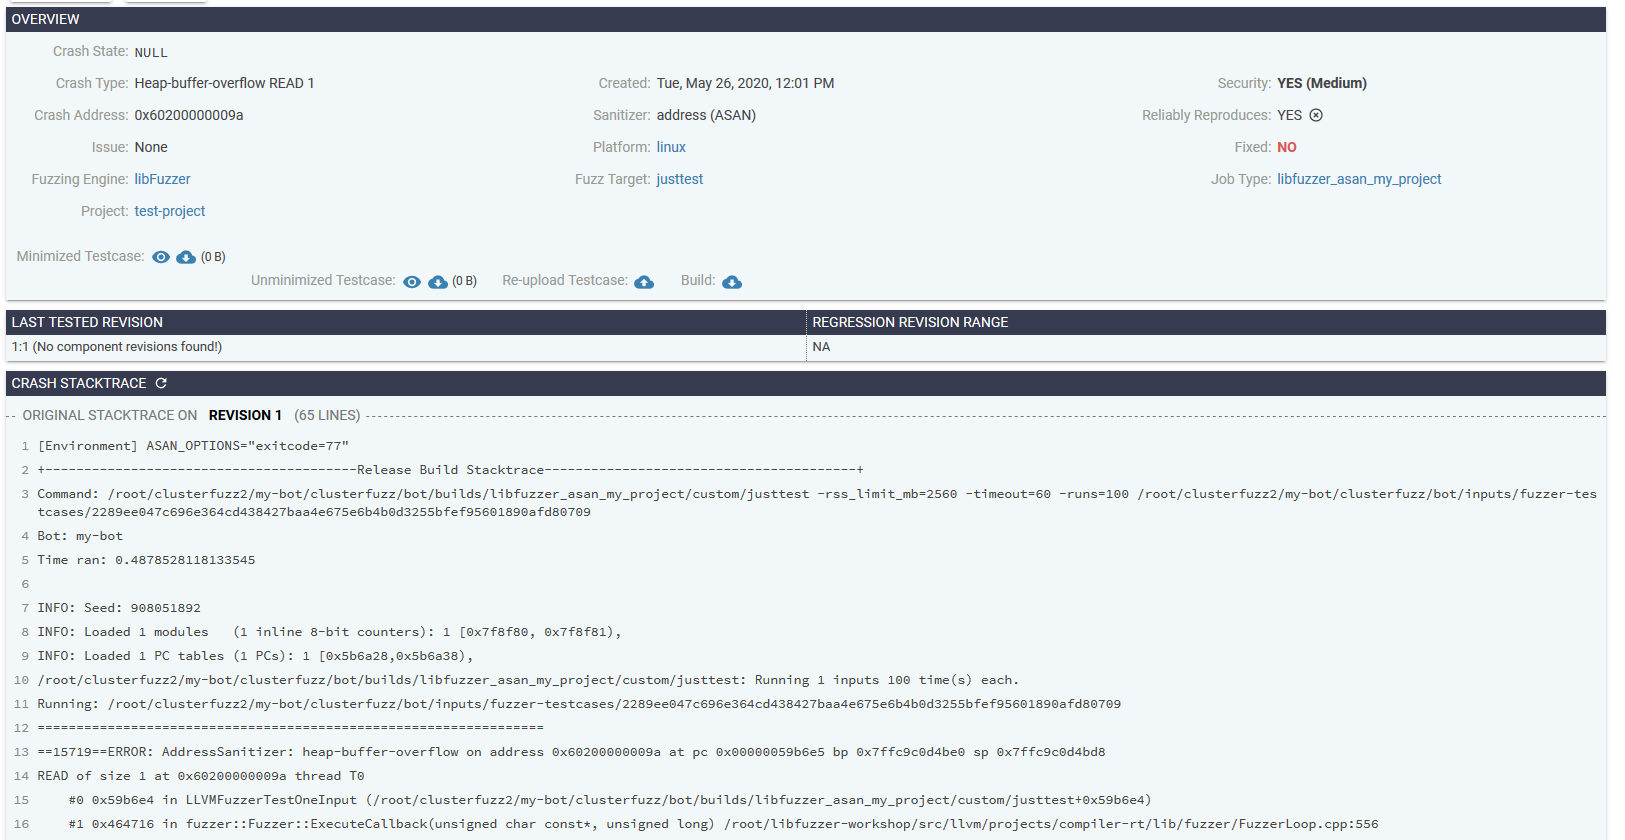 OVERVIEW
Crash State: NULL
Crash Type: Heap-buffer-overflow READ 1 Created: Tue, May 26, 2020, 12:01 PM Security: YES (Medium)
Crash Address: 0x60200000009a Sanitizer: address (ASAN) Reliably Reproduces: YES
Issue: None Platform: linux Fixed: NO
Fuzzing Engine: libFuzzer Fuzz Target: justtest Job Type: libfuzzer_asan_my_project
Project: test-project
Minimized Testcase: (0 B)
Unminimized Testcase: (0 B) Re-upload Testcase: Build:
LAST TESTED REVISION REGRESSION REVISION RANGE
1:1 (No component revisions found!) NA
CRASH STACKTRACE
ORIGINAL STACKTRACE ON REVISION 1 (65 LINES)
1 [Environment] ASAN_OPTIONS="exitcode=77"
2 +----------------------------------------Release Build Stacktrace----------------------------------------+
3 Command: /root/clusterfuzz2/my-bot/clusterfuzz/bot/builds/libfuzzer_asan_my_project/custom/justtest -rss_limit_mb=2560 -timeout=60 -runs=100 /root/clusterfuzz2/my-bot/clusterfuzz/bot/inputs/fuzzer-tes
tcases/2289ee047c696e364cd438427baa4e675e6b4b0d3255bfef95601890afd80709
4 Bot: my-bot
5 Time ran: 0.4878528118133545
6
7 INFO: Seed: 908051892
8 INFO: Loaded 1 modules (1 inline 8-bit counters): 1 [0x7f8f80, 0x7f8f81),
9 INFO: Loaded 1 PC tables (1 PCs): 1 [0x5b6a28,0x5b6a38),
10 /root/clusterfuzz2/my-bot/clusterfuzz/bot/builds/libfuzzer_asan_my_project/custom/justtest: Running 1 inputs 100 time(s) each.
11 Running: /root/clusterfuzz2/my-bot/clusterfuzz/bot/inputs/fuzzer-testcases/2289ee047c696e364cd438427baa4e675e6b4b0d3255bfef95601890afd80709
12 =================================================================
13 ==15719==ERROR: AddressSanitizer: heap-buffer-overflow on address 0x60200000009a at pc 0x00000059b6e5 bp 0x7ffc9c0d4be0 sp 0x7ffc9c0d4bd8
14 READ of size 1 at 0x60200000009a thread T0
15 #0 0x59b6e4 in LLVMFuzzerTestOneInput (/root/clusterfuzz2/my-bot/clusterfuzz/bot/builds/libfuzzer_asan_my_project/custom/justtest+0x59b6e4)
16 #1 0x464716 in fuzzer::Fuzzer::ExecuteCallback(unsigned char const*, unsigned long) /root/libfuzzer-workshop/src/llvm/projects/compiler-rt/lib/fuzzer/FuzzerLoop.cpp:556